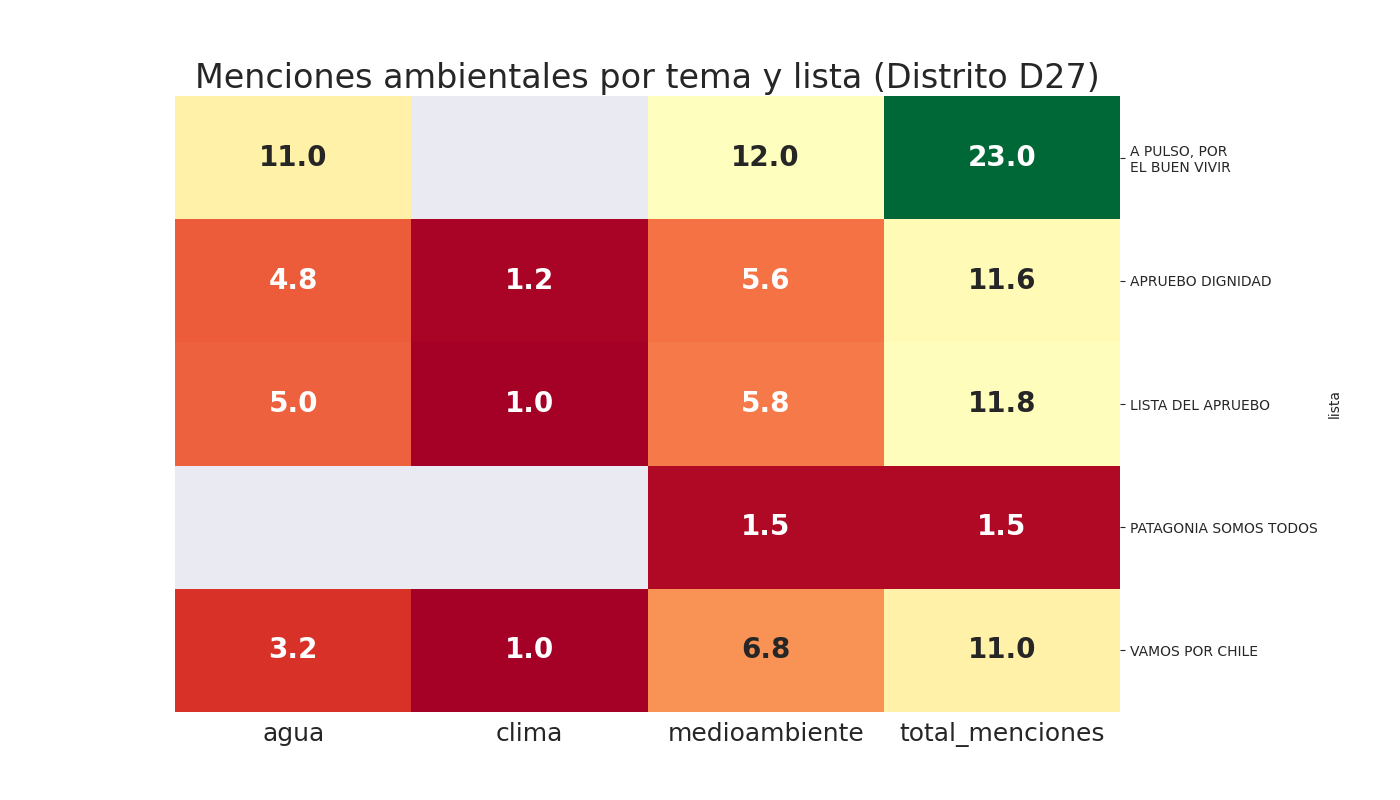 Menciones ambientales por tema y lista (Distrito D27)
11.0 12.0 23.0
A PULSO, POR
EL BUEN VIVIR
4.8 1.2 5.6 11.6 APRUEBO DIGNIDAD
5.0 1.0 5.8 11.8 LISTA DEL APRUEBO
lista
1.5 1.5 PATAGONIA SOMOS TODOS
3.2 1.0 6.8 11.0 VAMOS POR CHILE
agua clima medioambiente total_menciones